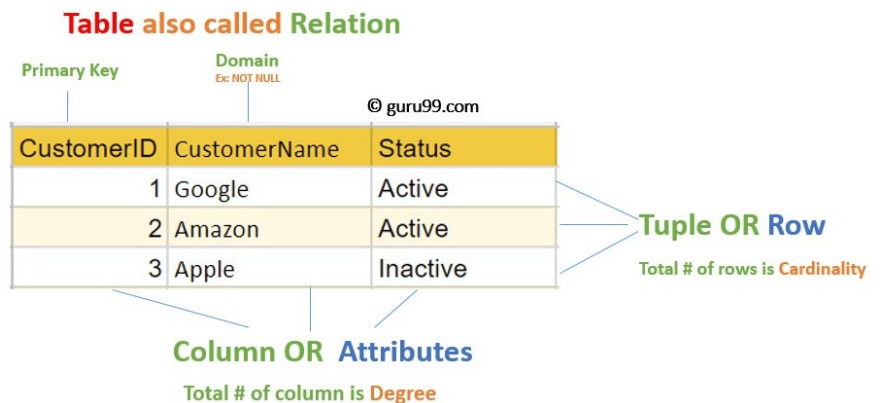 Table also called Relation
Primary Key
Domain
Ex: NOT NULL
© guru99.com
CustomerID CustomerName Status
1 Google Active
2 Amazon Active
3 Apple Inactive
Tuple OR Row
Total # of rows is Cardinality
Column OR Attributes
Total # of column is Degree